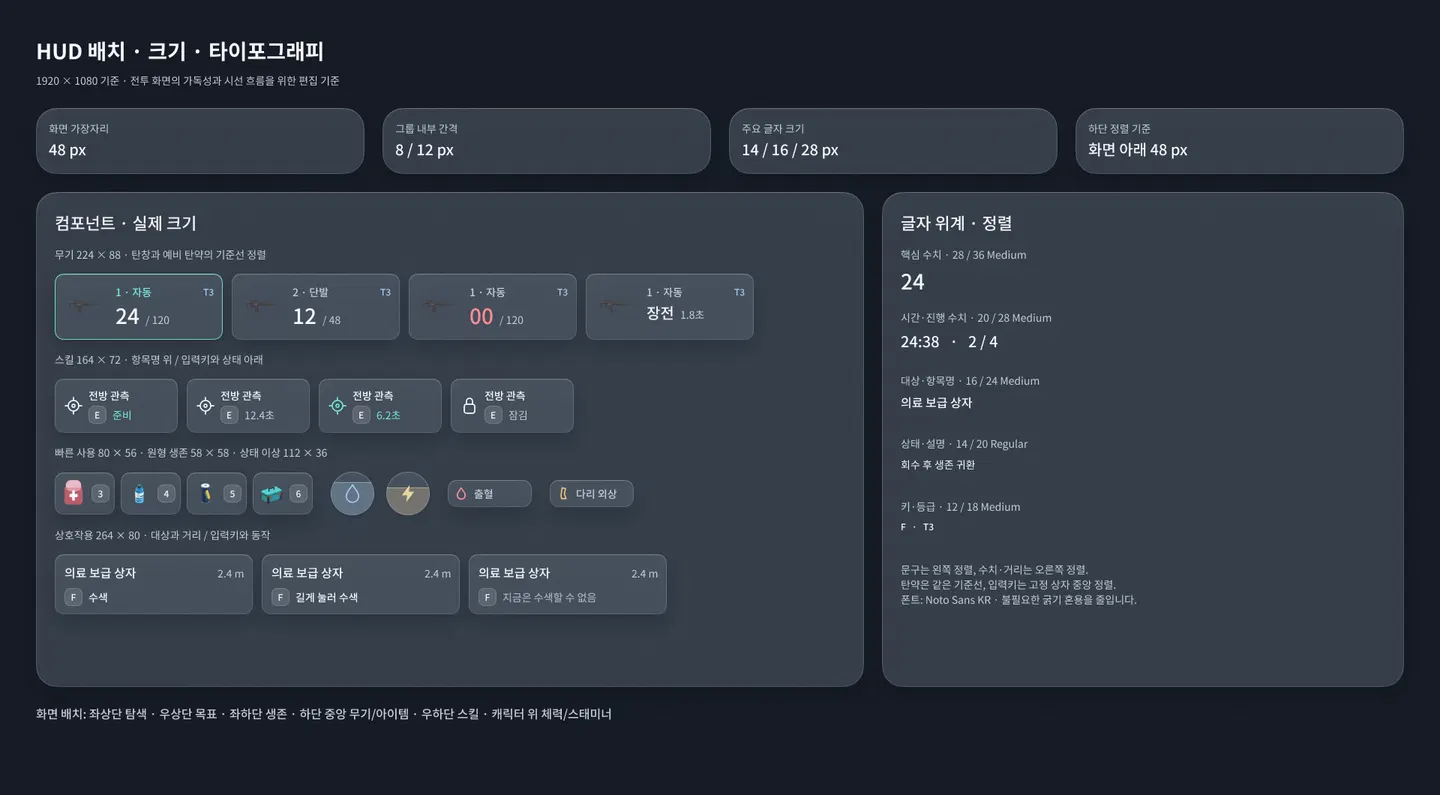 HUD 배치 · 크기 · 타이포그래피
1920 × 1080 기준 · 전투 화면의 가독성과 시선 흐름을 위한 편집 기준
화면 가장자리
48 px
그룹 내부 간격
8 / 12 px
주요 글자 크기
14 / 16 / 28 px
하단 정렬 기준
화면 아래 48 px
컴포넌트 · 실제 크기
무기 224 × 88 · 탄창과 예비 탄약의 기준선 정렬
1 · 자동 T3
24 / 120
2 · 단발 T3
12 / 48
1 · 자동 T3
00 / 120
1 · 자동 T3
장전 1.8초
스킬 164 × 72 · 항목명 위 / 입력키와 상태 아래
전방 관측
E 준비
전방 관측
E 12.4초
전방 관측
E 6.2초
전방 관측
E 잠김
빠른 사용 80 × 56 · 원형 생존 58 × 58 · 상태 이상 112 × 36
3
4
5
6
출혈
다리 외상
상호작용 264 × 80 · 대상과 거리 / 입력키와 동작
의료 보급 상자 2.4 m
F 수색
의료 보급 상자 2.4 m
F 길게 눌러 수색
의료 보급 상자 2.4 m
F 지금은 수색할 수 없음
글자 위계 · 정렬
핵심 수치 · 28 / 36 Medium
24
시간·진행 수치 · 20 / 28 Medium
24:38 · 2 / 4
대상·항목명 · 16 / 24 Medium
의료 보급 상자
상태·설명 · 14 / 20 Regular
회수 후 생존 귀환
키·등급 · 12 / 18 Medium
F · T3
문구는 왼쪽 정렬, 수치·거리는 오른쪽 정렬.
탄약은 같은 기준선, 입력키는 고정 상자 중앙 정렬.
폰트: Noto Sans KR · 불필요한 굵기 혼용을 줄입니다.
화면 배치: 좌상단 탐색 · 우상단 목표 · 좌하단 생존 · 하단 중앙 무기/아이템 · 우하단 스킬 · 캐릭터 위 체력/스태미너